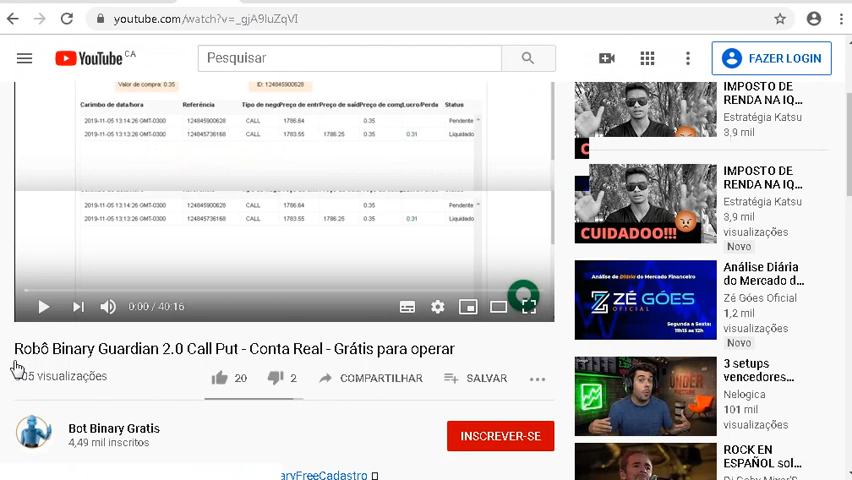 youtube.com/watch?v=_gjA9luZqVI
YouTube CA
Pesquisar
FAZER LOGIN
Valor de compra: 0.35
ID: 124845900628
Carimbo de data/hora Referência Tipo de negó Preço de entr Preço de saíd Preço de comp Lucro/Perda Status
2019-11-05 13:14:26 GMT-0300 124845900628 CALL 1786.64 0.35 Pendente
2019-11-05 13:13:26 GMT-0300 124845736168 CALL 1783.55 1786.25 0.35 0.31 Liquidado
2019-11-05 13:14:26 GMT-0300 124845900628 CALL 1786.64 0.35 Pendente
2019-11-05 13:13:26 GMT-0300 124845736168 CALL 1783.55 1786.25 0.35 0.31 Liquidado
0:00 / 40:16
Robô Binary Guardian 2.0 Call Put - Conta Real - Grátis para operar
visualizações
20
2
COMPARTILHAR
SALVAR
Bot Binary Gratis
4,49 mil inscritos
INSCREVER-SE
aryFreeCadastro
IMPOSTO DE
RENDA NA IQ...
Estratégia Katsu
3,9 mil
CUIDADOO!!!
IMPOSTO DE
RENDA NA IQ...
Estratégia Katsu
3,9 mil
visualizações
Novo
Análise de Diária do Mercado Financeiro
ZÉ GÓES
OFICIAL
Segunda a Sexta
11h15 às 12h
Análise Diária
do Mercado d...
Zé Góes Oficial
1,2 mil
visualizações
Novo
UNDER
PRESSURE
3 setups
vencedores...
Nelogica
101 mil
visualizações
ROCK EN
ESPAÑOL sol...